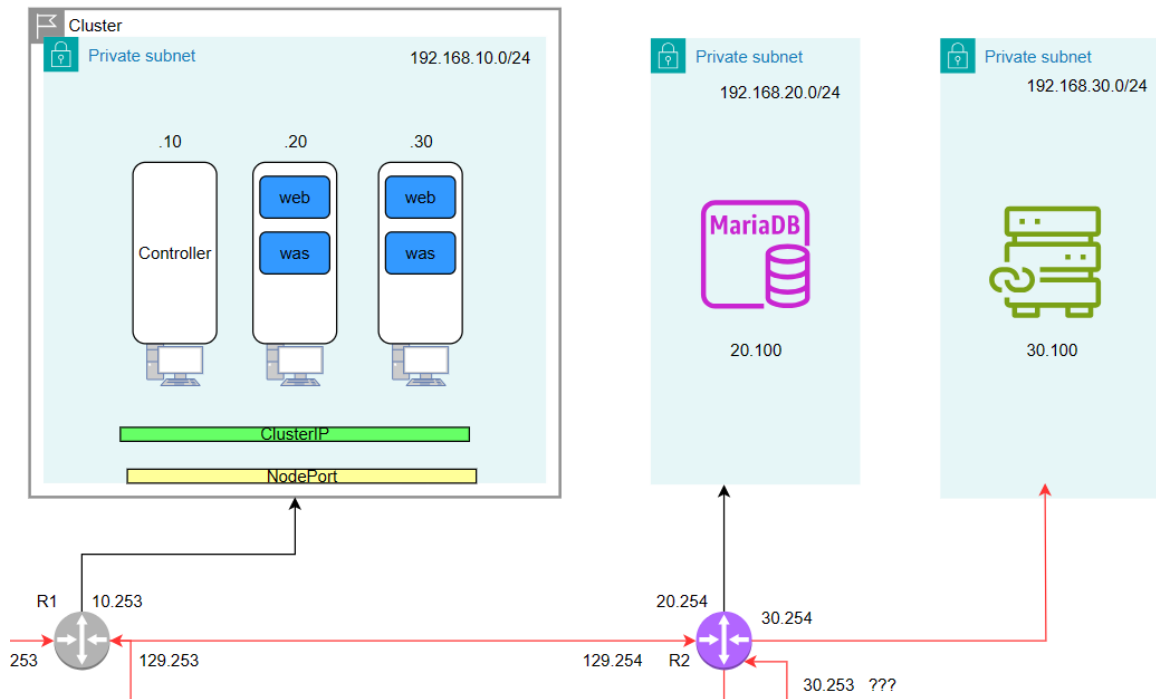 Cluster
Private subnet
192.168.10.0/24
.10
.20
.30
Controller
web
was
web
was
ClusterIP
NodePort
Private subnet
192.168.20.0/24
MariaDB
20.100
Private subnet
192.168.30.0/24
30.100
R1
10.253
253
129.253
20.254
30.254
129.254
R2
30.253 ???